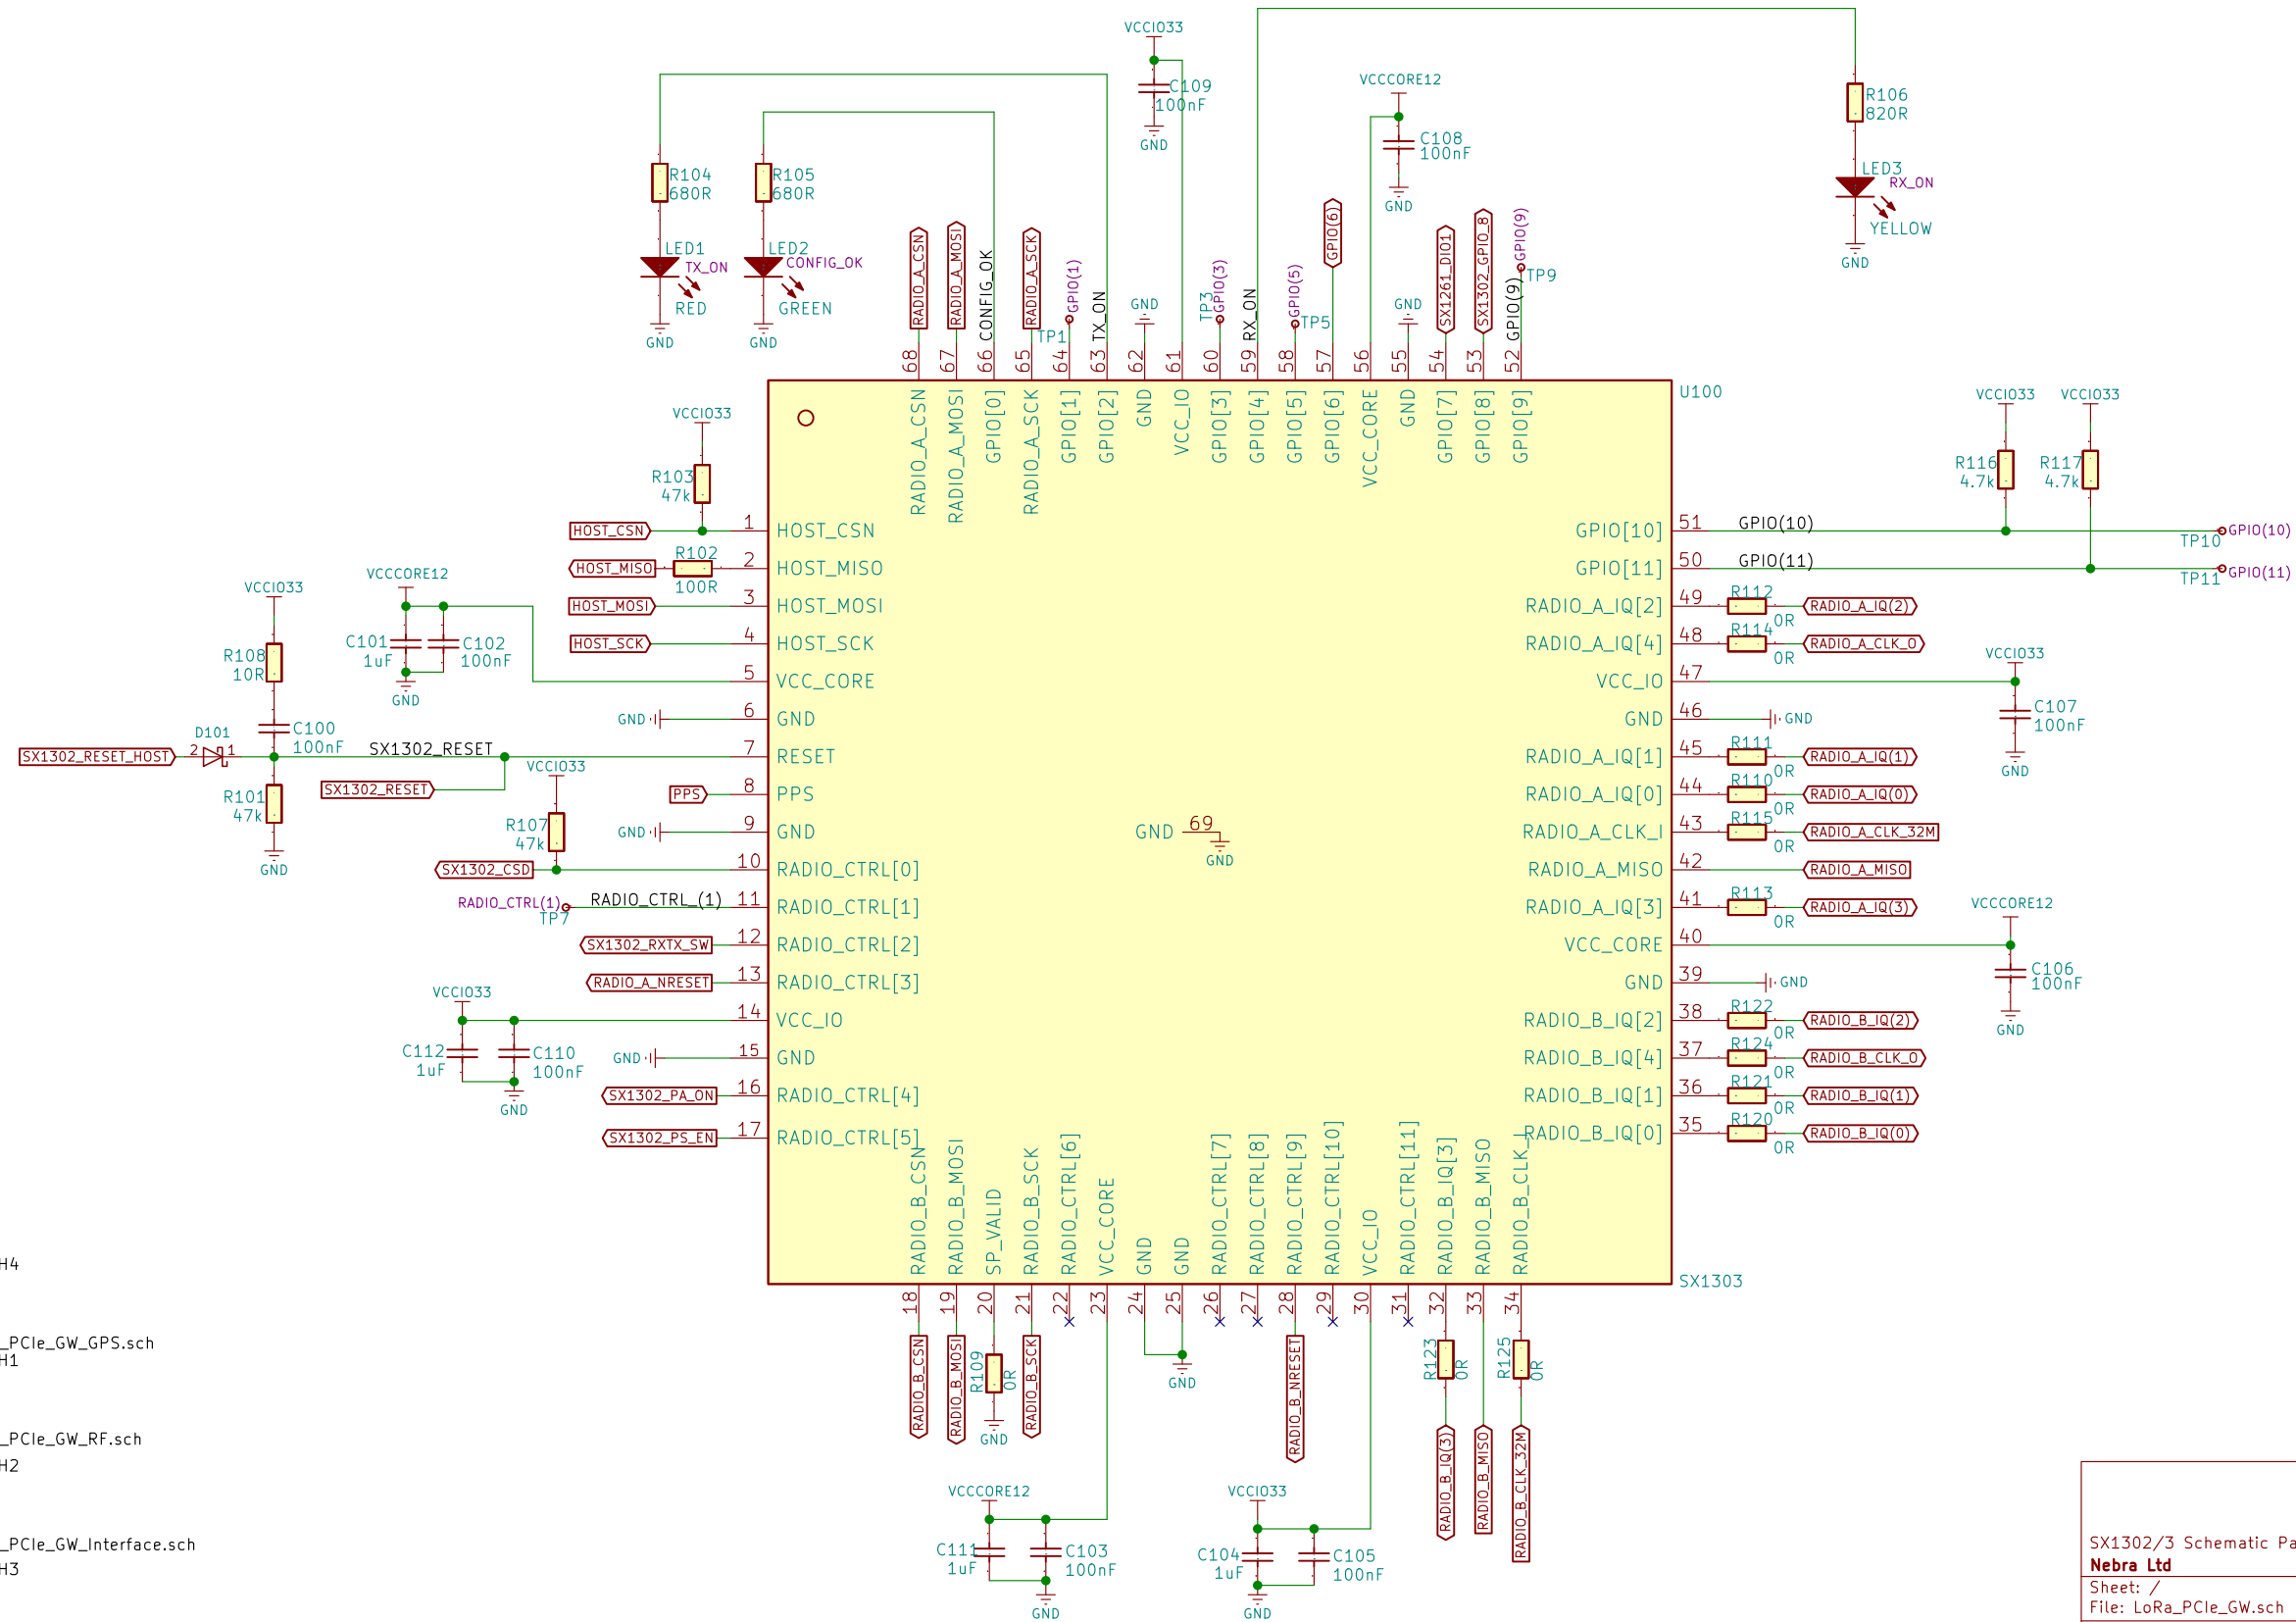 VCCIO33
C109
100nF
GND
VCCCORE12
C108
100nF
GND
R106
820R
LED3
RX_ON
YELLOW
GND
R104
680R
LED1
TX_ON
RED
GND
R105
680R
LED2
CONFIG_OK
GREEN
GND
RADIO_A_CSN
RADIO_A_MOSI
CONFIG_OK
RADIO_A_SCK
TP1
GPIO(1)
TX_ON
GND
TP3
GPIO(3)
RX_ON
GPIO(5)
TP5
GPIO(6)
GND
SX1261_DIO1
SX1302_GPIO_8
GPIO(9)
GPIO(9)
TP9
68 67 66 65 64 63 62 61 60 59 58 57 56 55 54 53 52
RADIO_A_CSN
RADIO_A_MOSI
GPIO[0]
RADIO_A_SCK
GPIO[1]
GPIO[2]
GND
VCC_IO
GPIO[3]
GPIO[4]
GPIO[5]
GPIO[6]
VCC_CORE
GND
GPIO[7]
GPIO[8]
GPIO[9]
U100
VCCIO33
R103
47k
HOST_CSN 1 HOST_CSN
HOST_MISO R102 100R 2 HOST_MISO
HOST_MOSI 3 HOST_MOSI
HOST_SCK 4 HOST_SCK
VCCCORE12
C101
1uF
C102
100nF
GND
5 VCC_CORE
GND 6 GND
VCCIO33
R108
10R
C100
100nF
D101
SX1302_RESET_HOST 2 1 SX1302_RESET 7 RESET
SX1302_RESET
R101
47k
GND
PPS 8 PPS
GND 9 GND
VCCIO33
R107
47k
SX1302_CSD 10 RADIO_CTRL[0]
RADIO_CTRL(1) TP7 RADIO_CTRL_(1) 11 RADIO_CTRL[1]
SX1302_RXTX_SW 12 RADIO_CTRL[2]
RADIO_A_NRESET 13 RADIO_CTRL[3]
VCCIO33
C112
1uF
C110
100nF
GND
14 VCC_IO
GND 15 GND
SX1302_PA_ON 16 RADIO_CTRL[4]
SX1302_PS_EN 17 RADIO_CTRL[5]
GND 69
GND
VCCIO33
R116
4.7k
VCCIO33
R117
4.7k
GPIO[10] 51 GPIO(10) TP10 GPIO(10)
GPIO[11] 50 GPIO(11) TP11 GPIO(11)
RADIO_A_IQ[2] 49 R112 0R RADIO_A_IQ(2)
RADIO_A_IQ[4] 48 R114 0R RADIO_A_CLK_O
VCC_IO 47
VCCIO33
C107
100nF
GND
GND 46 GND
RADIO_A_IQ[1] 45 R111 0R RADIO_A_IQ(1)
RADIO_A_IQ[0] 44 R110 0R RADIO_A_IQ(0)
RADIO_A_CLK_I 43 R115 0R RADIO_A_CLK_32M
RADIO_A_MISO 42 RADIO_A_MISO
RADIO_A_IQ[3] 41 R113 0R RADIO_A_IQ(3)
VCC_CORE 40
VCCCORE12
C106
100nF
GND
GND 39 GND
RADIO_B_IQ[2] 38 R122 0R RADIO_B_IQ(2)
RADIO_B_IQ[4] 37 R124 0R RADIO_B_CLK_O
RADIO_B_IQ[1] 36 R121 0R RADIO_B_IQ(1)
RADIO_B_IQ[0] 35 R120 0R RADIO_B_IQ(0)
RADIO_B_CSN
RADIO_B_MOSI
SP_VALID
RADIO_B_SCK
RADIO_CTRL[6]
VCC_CORE
GND
GND
RADIO_CTRL[7]
RADIO_CTRL[8]
RADIO_CTRL[9]
RADIO_CTRL[10]
VCC_IO
RADIO_CTRL[11]
RADIO_B_IQ[3]
RADIO_B_MISO
RADIO_B_CLK_I
SX1303
18 19 20 21 22 23 24 25 26 27 28 29 30 31 32 33 34
RADIO_B_CSN
RADIO_B_MOSI
R109
0R
GND
RADIO_B_SCK
GND
RADIO_B_NRESET
R123
0R
RADIO_B_IQ(3)
RADIO_B_MISO
R125
0R
RADIO_B_CLK_32M
VCCCORE12
C111
1uF
C103
100nF
GND
VCCIO33
C104
1uF
C105
100nF
GND
H4
_PCIe_GW_GPS.sch
H1
_PCIe_GW_RF.sch
H2
_PCIe_GW_Interface.sch
H3
SX1302/3 Schematic Pa
Nebra Ltd
Sheet: /
File: LoRa_PCIe_GW.sch